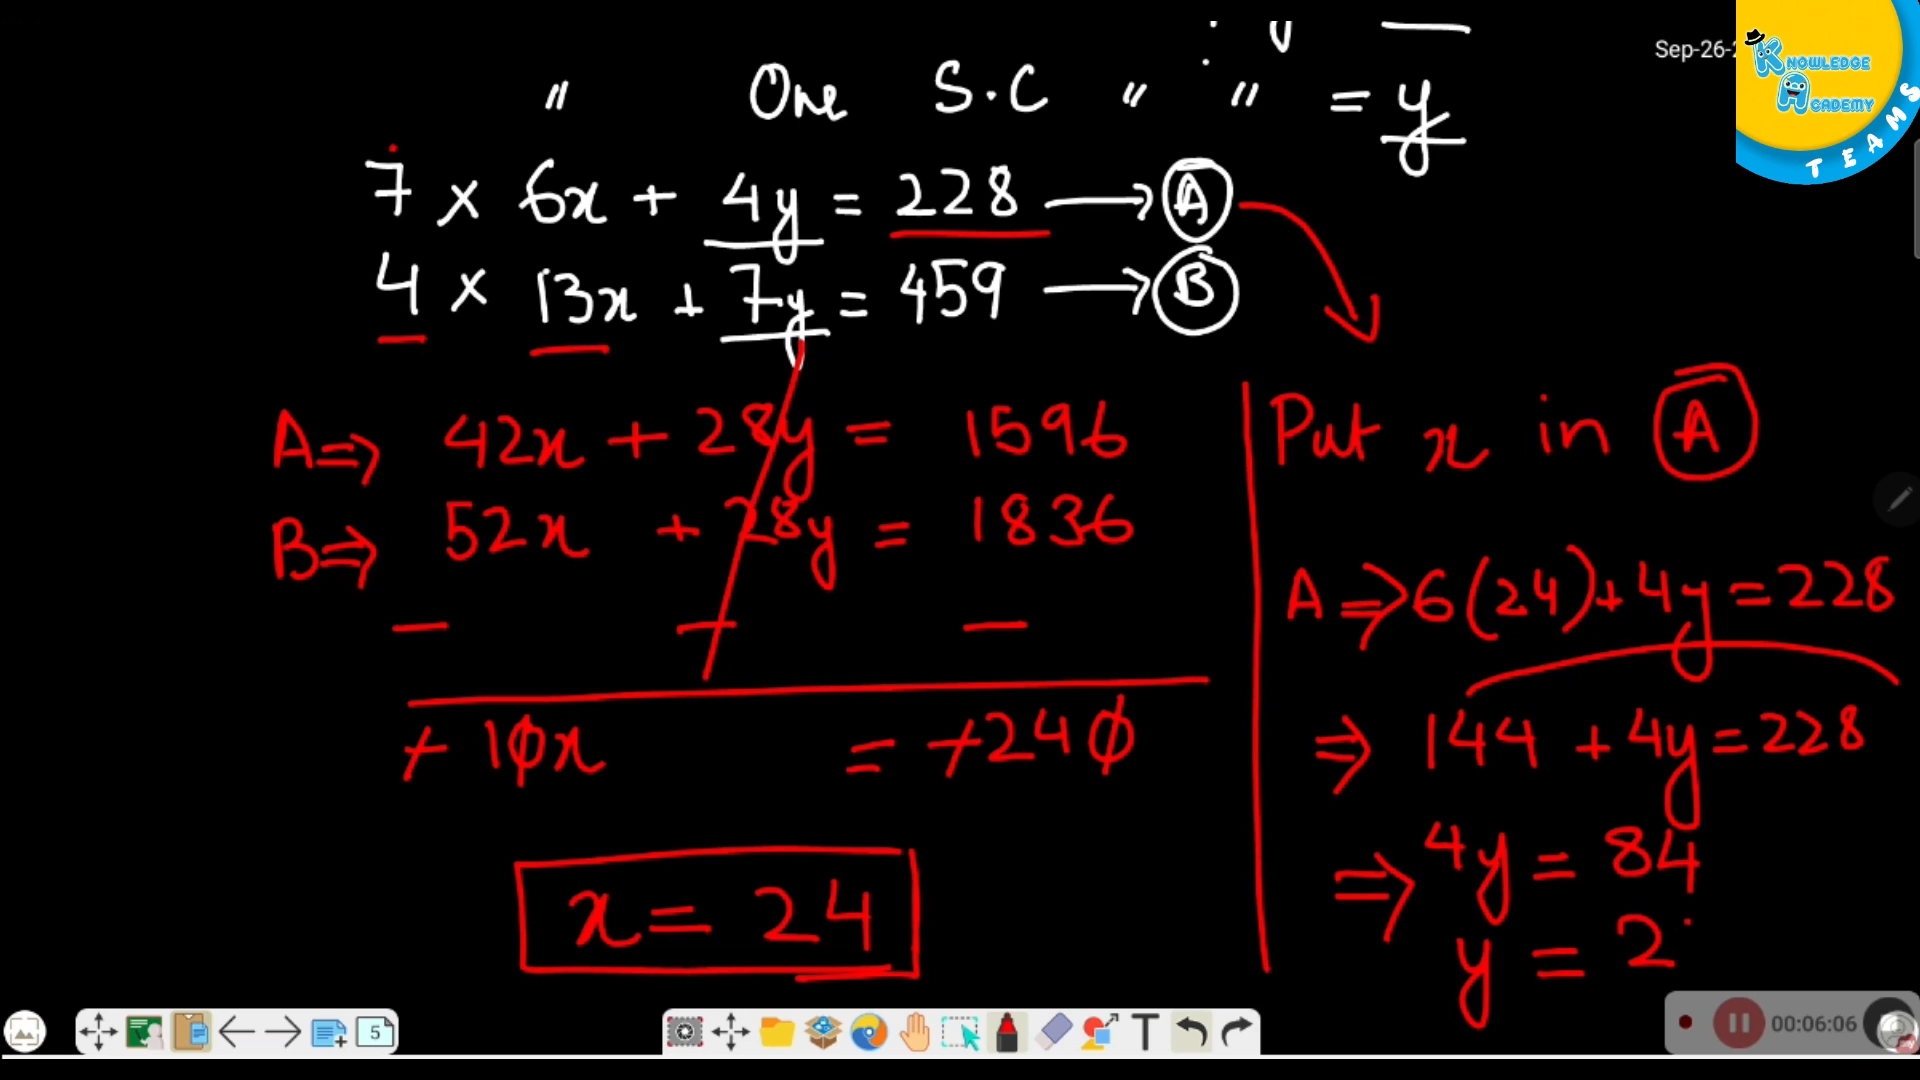 Sep-26-2
KNOWLEDGE
ACADEMY
TEAMS
" One S.C " " = y
7 × 6x + 4y = 228 → A
4 × 13x + 7y = 459 → B
A⇒ 42x + 28y = 1596
B⇒ 52x + 28y = 1836
− − −
- 10x = -240
x = 24
Put x in A
A ⇒ 6(24) + 4y = 228
⇒ 144 + 4y = 228
⇒ 4y = 84
y = 2
5
T
00:06:06